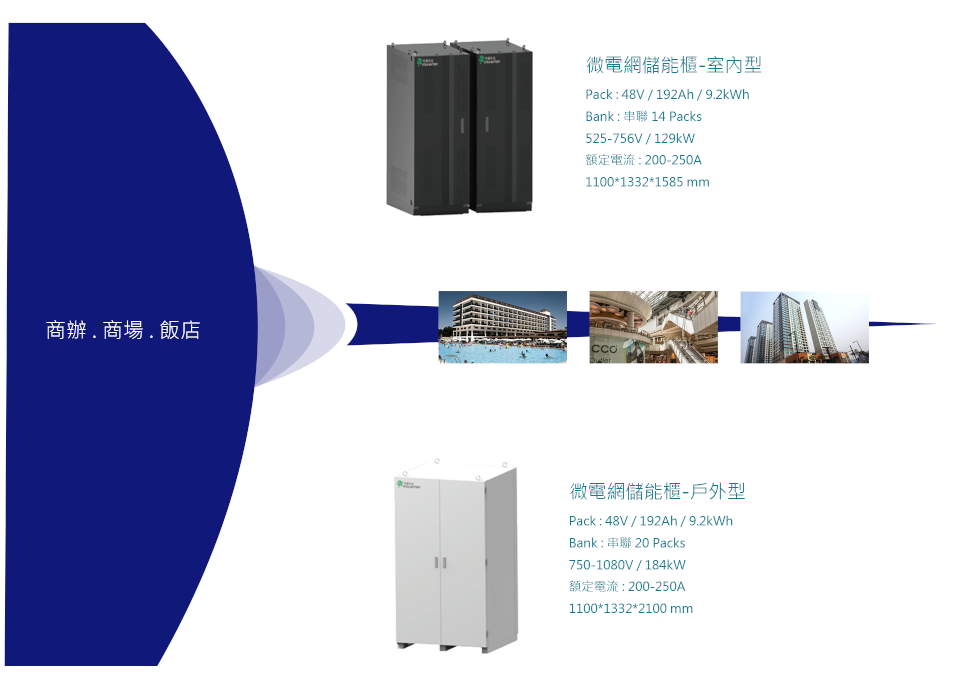 微電網儲能櫃-室內型
Pack : 48V / 192Ah / 9.2kWh
Bank : 串聯 14 Packs
525-756V / 129kW
額定電流 : 200-250A
1100*1332*1585 mm
商辦 . 商場 . 飯店
CCO
Outlet
微電網儲能櫃-戶外型
Pack : 48V / 192Ah / 9.2kWh
Bank : 串聯 20 Packs
750-1080V / 184kW
額定電流 : 200-250A
1100*1332*2100 mm